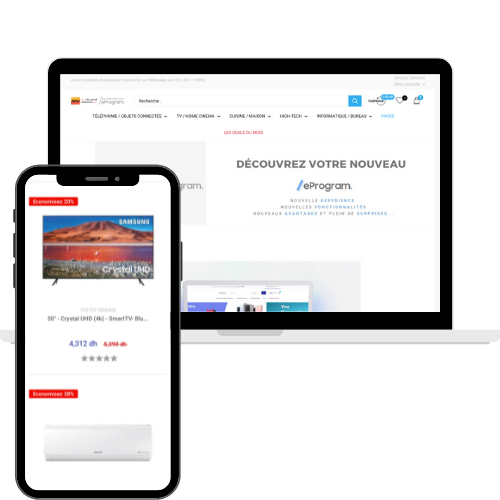 Recherche...
TÉLÉPHONIE / OBJETS CONNECTÉS
TV / HOME CINEMA
CUISINE / MAISON
HIGH-TECH
INFORMATIQUE / BUREAU
PACKS
LES DEALS DU MOIS
DÉCOUVREZ VOTRE NOUVEAU
eProgram.
NOUVELLE EXPERIENCE
NOUVELLES FONCTIONNALITÉS
NOUVEAUX AVANTAGES ET PLEIN DE SURPRISES...
gram.
Economisez 20%
SAMSUNG
Crystal UHD
50" - Crystal UHD (4k) - SmartTV- Blu...
4,312 dh 5,390 dh
Economisez 38%